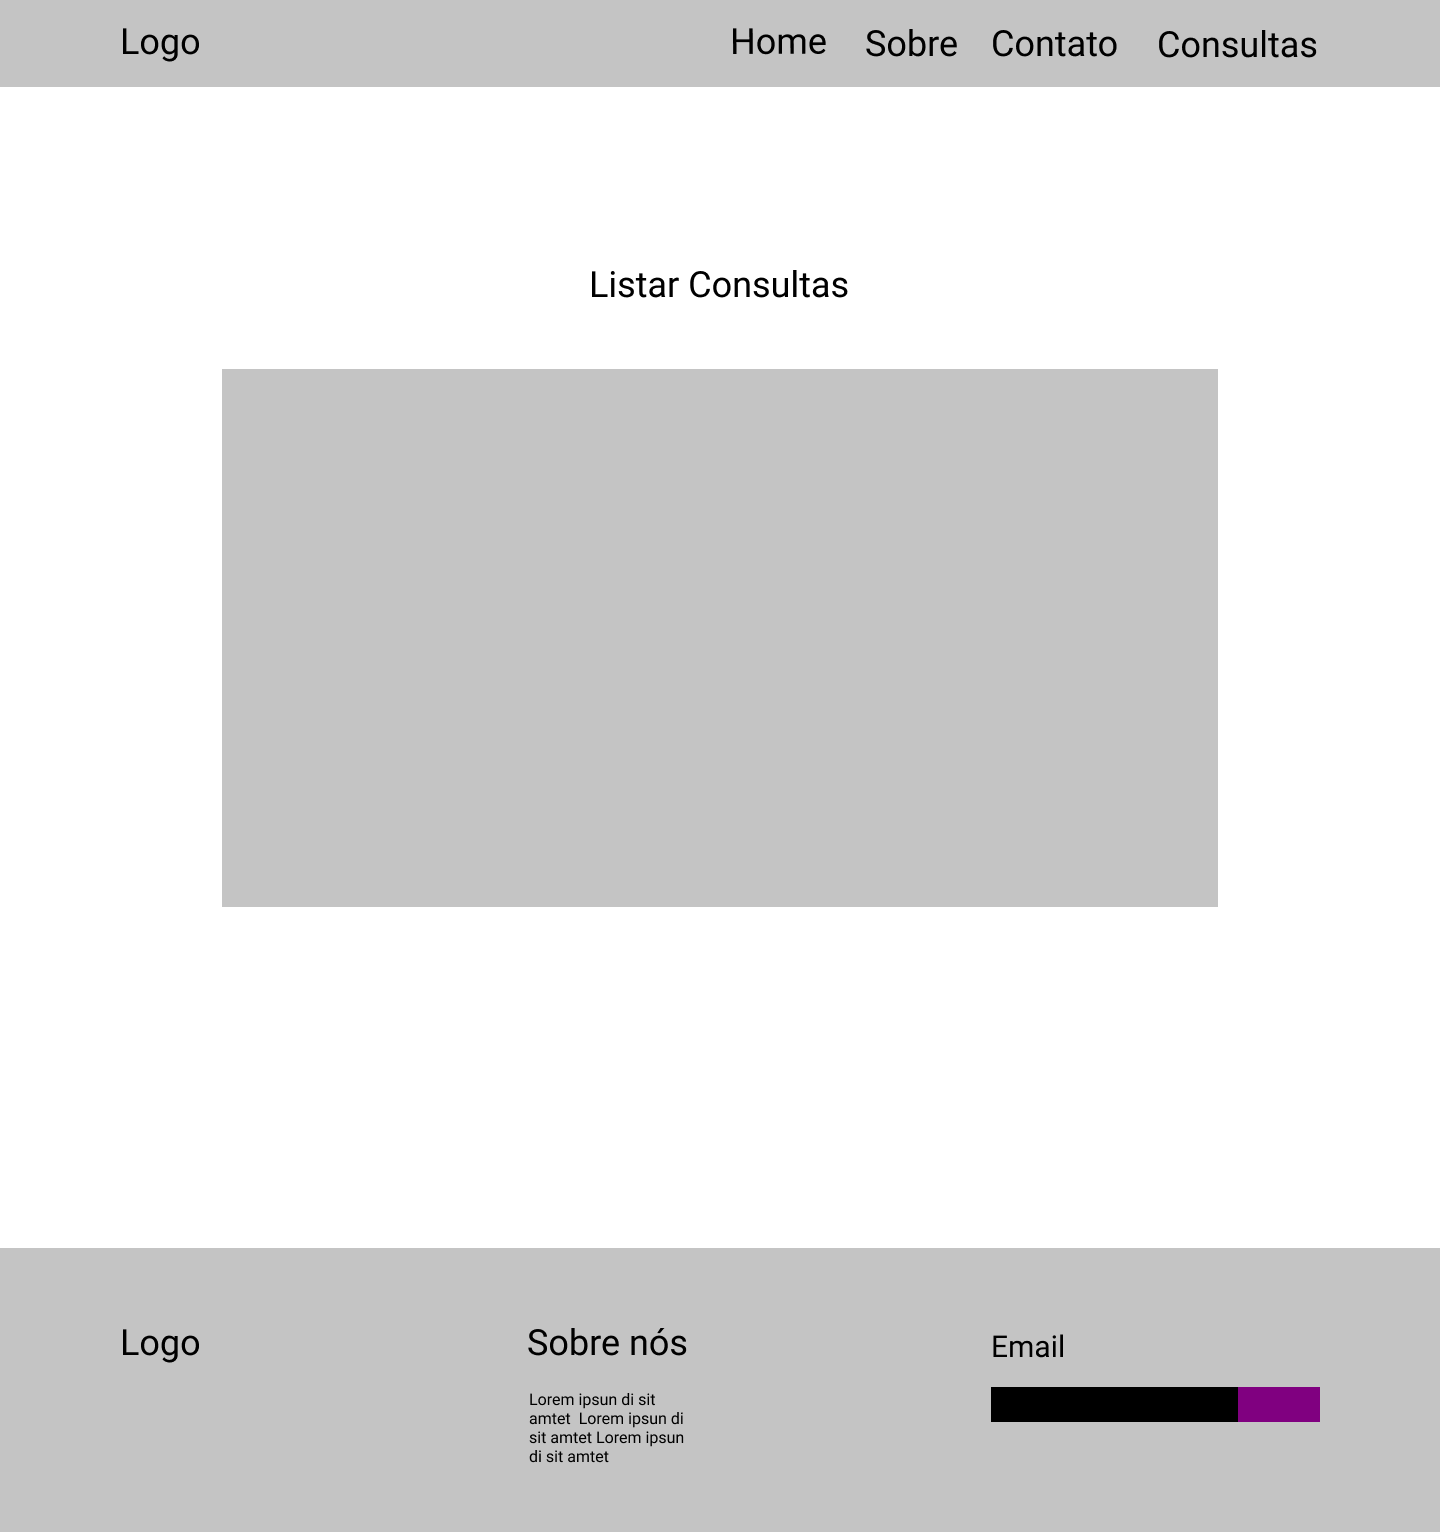 Logo
Home Sobre Contato Consultas
Listar Consultas
Logo
Sobre nós
Lorem ipsun di sit
amtet  Lorem ipsun di
sit amtet Lorem ipsun
di sit amtet
Email